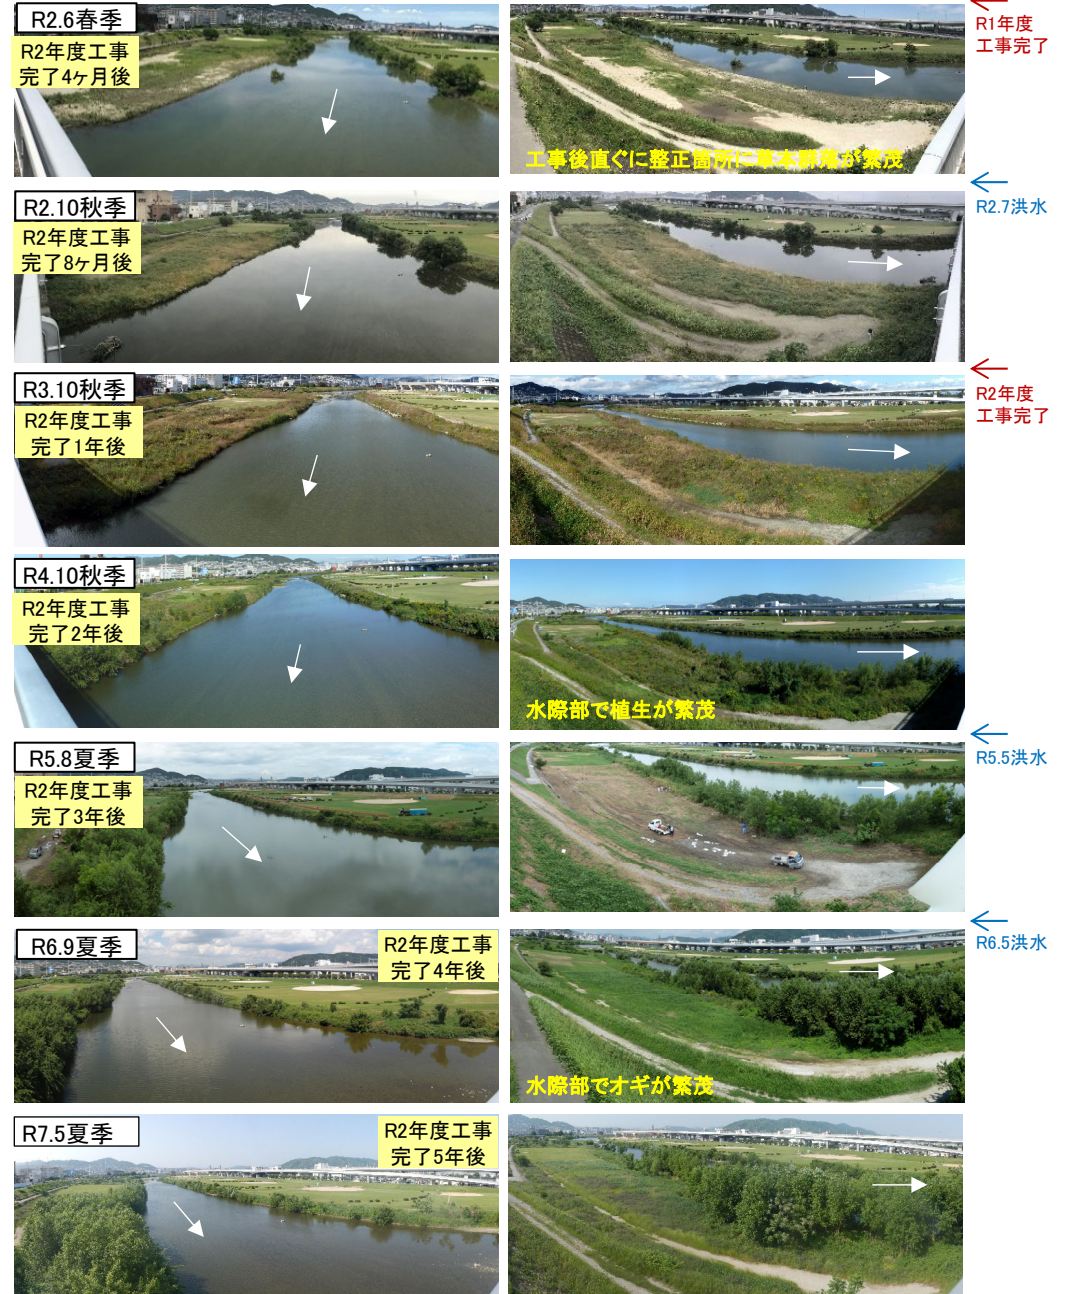 R2.6春季
R2年度工事
完了4ヶ月後
工事後直ぐに整正箇所に草本群落が繁茂
R1年度
工事完了
R2.7洪水
R2.10秋季
R2年度工事
完了8ヶ月後
R3.10秋季
R2年度工事
完了1年後
R2年度
工事完了
R4.10秋季
R2年度工事
完了2年後
水際部で植生が繁茂
R5.5洪水
R5.8夏季
R2年度工事
完了3年後
R6.5洪水
R6.9夏季
R2年度工事
完了4年後
水際部でオギが繁茂
R7.5夏季
R2年度工事
完了5年後